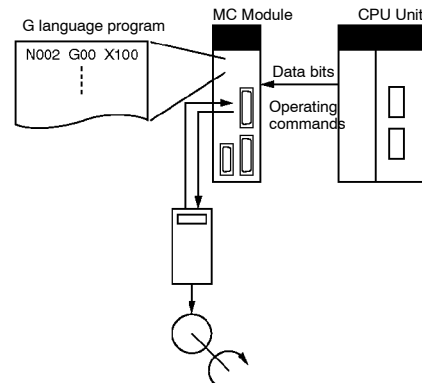 G language program
MC Module
CPU Unit
N002 G00 X100
Data bits
Operating
commands